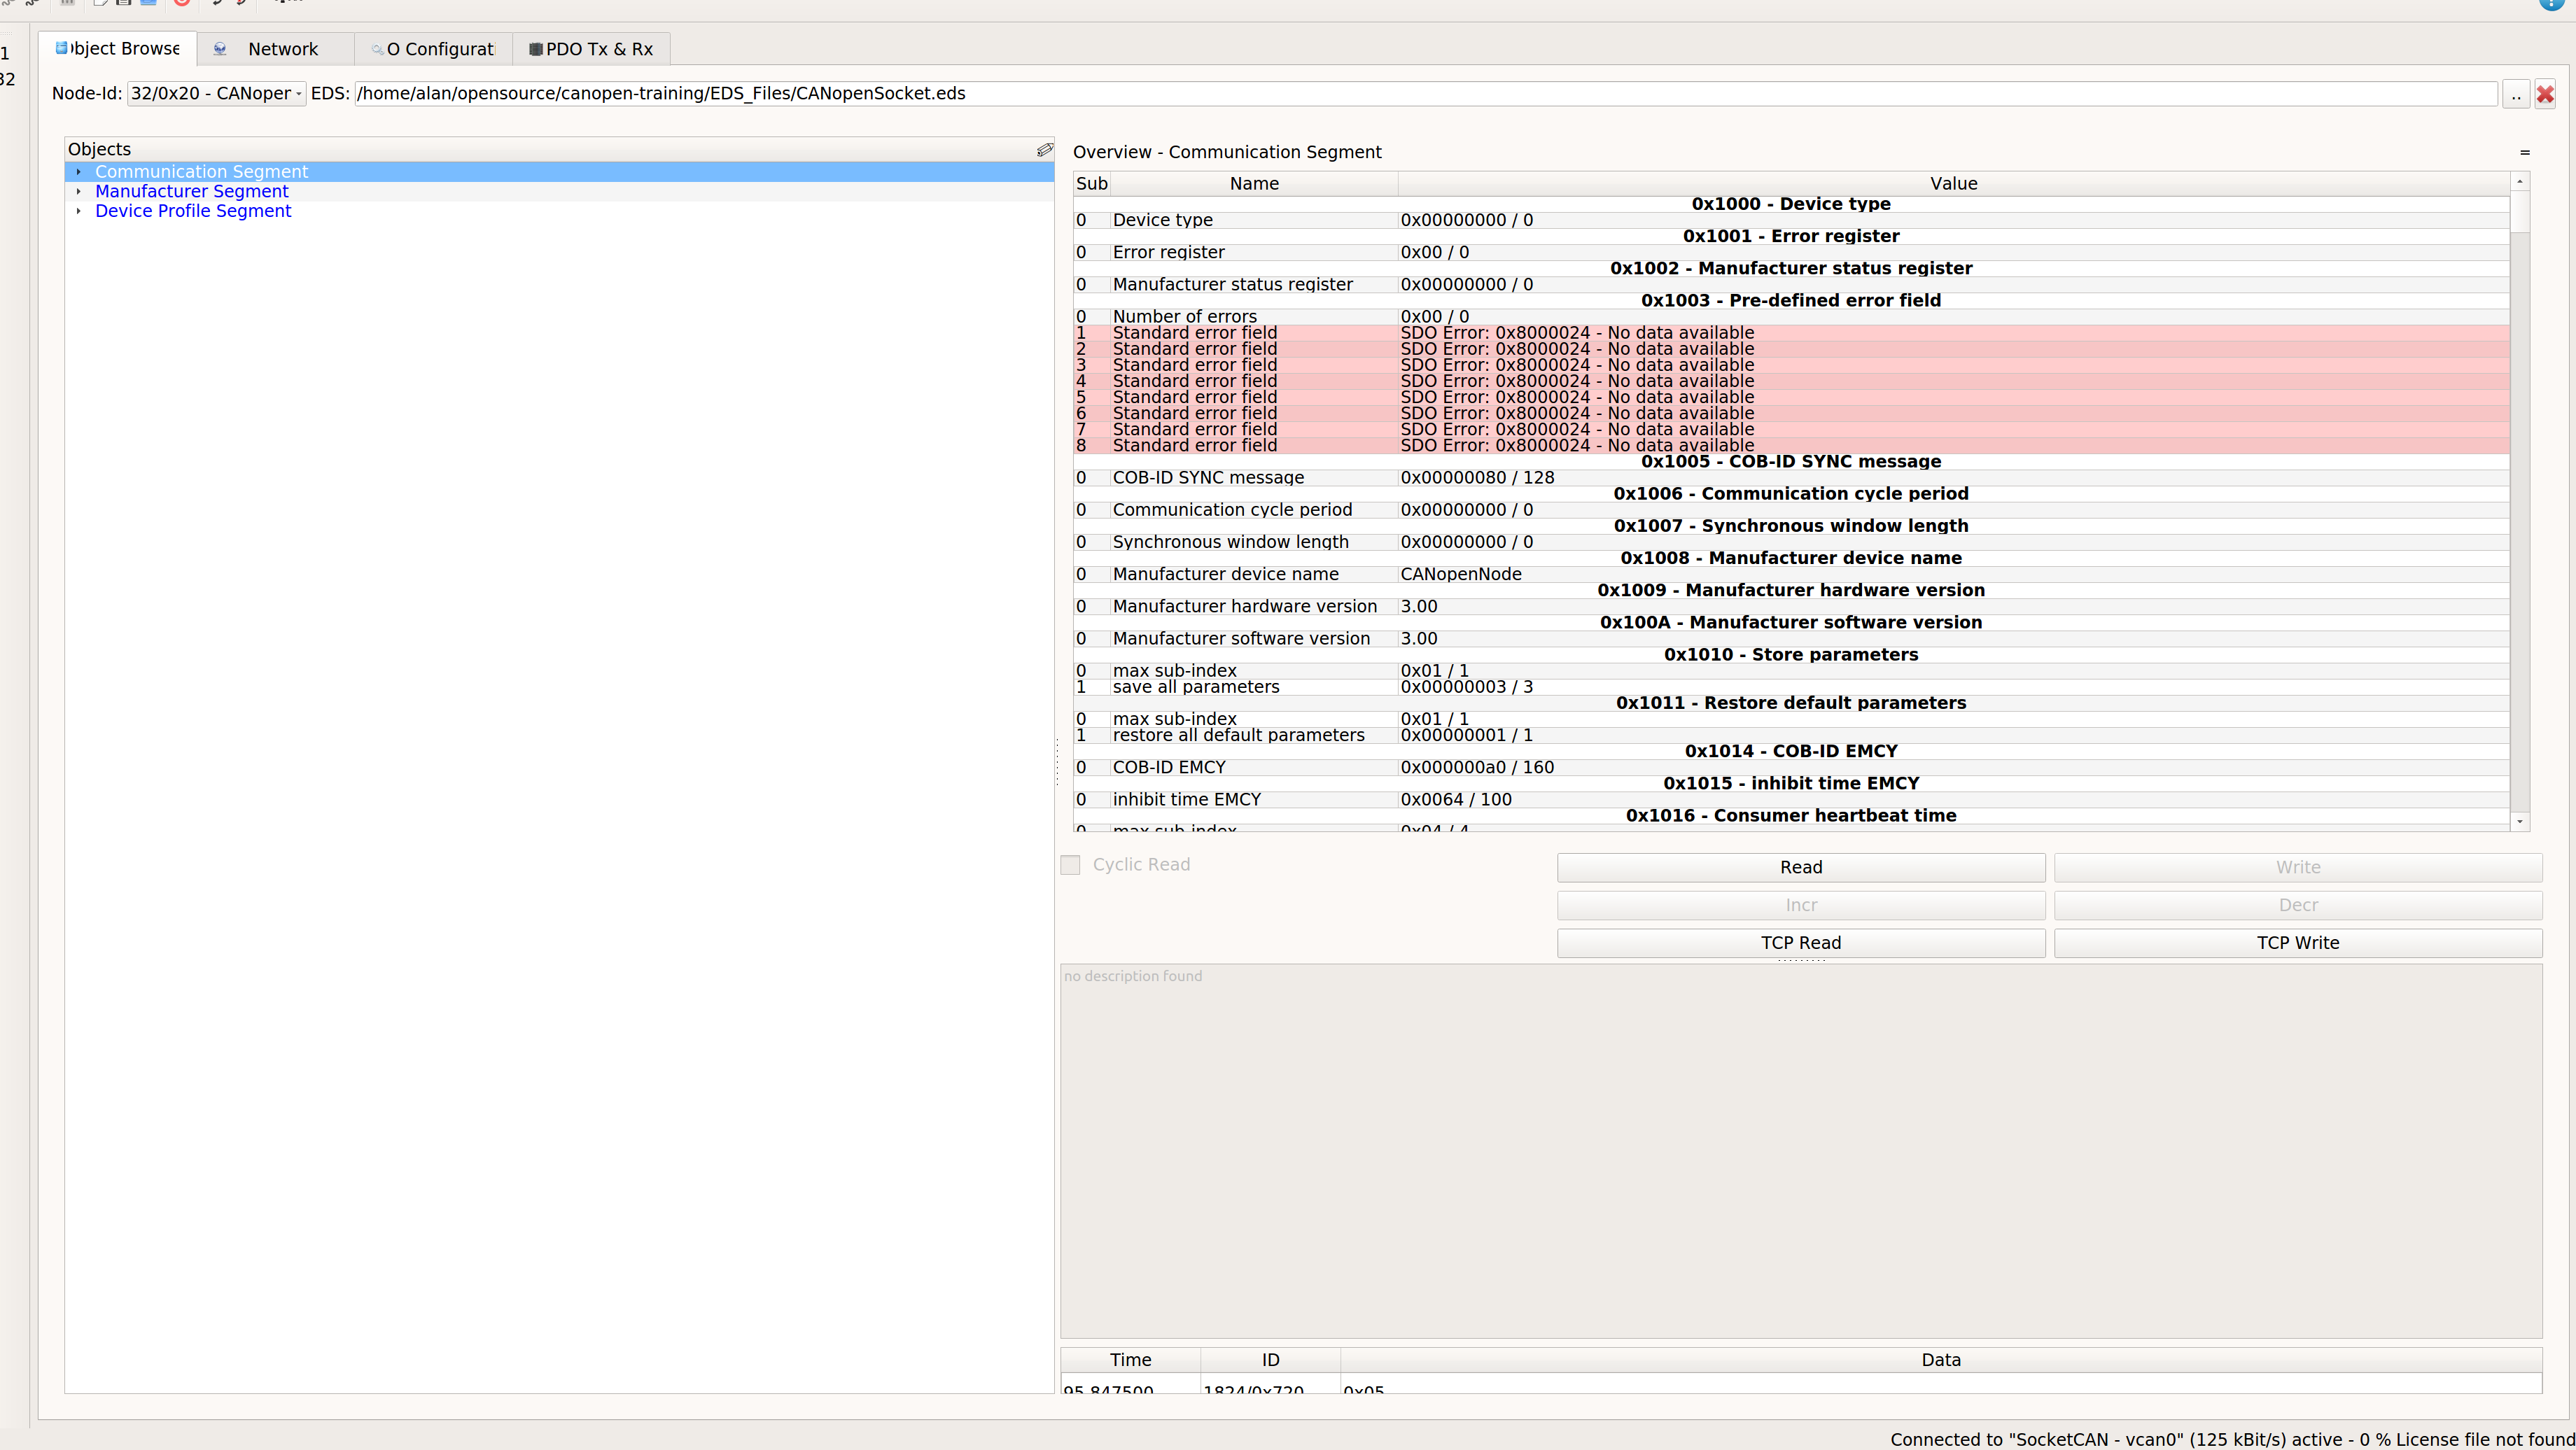 1
32
Object Browse
Network
O Configurat
PDO Tx & Rx
Node-Id: 32/0x20 - CANoper EDS: /home/alan/opensource/canopen-training/EDS_Files/CANopenSocket.eds ..
Objects
Communication Segment
Manufacturer Segment
Device Profile Segment
Overview - Communication Segment =
Sub Name Value
0x1000 - Device type
0 Device type 0x00000000 / 0
0x1001 - Error register
0 Error register 0x00 / 0
0x1002 - Manufacturer status register
0 Manufacturer status register 0x00000000 / 0
0x1003 - Pre-defined error field
0 Number of errors 0x00 / 0
1 Standard error field SDO Error: 0x8000024 - No data available
2 Standard error field SDO Error: 0x8000024 - No data available
3 Standard error field SDO Error: 0x8000024 - No data available
4 Standard error field SDO Error: 0x8000024 - No data available
5 Standard error field SDO Error: 0x8000024 - No data available
6 Standard error field SDO Error: 0x8000024 - No data available
7 Standard error field SDO Error: 0x8000024 - No data available
8 Standard error field SDO Error: 0x8000024 - No data available
0x1005 - COB-ID SYNC message
0 COB-ID SYNC message 0x00000080 / 128
0x1006 - Communication cycle period
0 Communication cycle period 0x00000000 / 0
0x1007 - Synchronous window length
0 Synchronous window length 0x00000000 / 0
0x1008 - Manufacturer device name
0 Manufacturer device name CANopenNode
0x1009 - Manufacturer hardware version
0 Manufacturer hardware version 3.00
0x100A - Manufacturer software version
0 Manufacturer software version 3.00
0x1010 - Store parameters
0 max sub-index 0x01 / 1
1 save all parameters 0x00000003 / 3
0x1011 - Restore default parameters
0 max sub-index 0x01 / 1
1 restore all default parameters 0x00000001 / 1
0x1014 - COB-ID EMCY
0 COB-ID EMCY 0x000000a0 / 160
0x1015 - inhibit time EMCY
0 inhibit time EMCY 0x0064 / 100
0x1016 - Consumer heartbeat time
0 max sub-index 0x04 / 4
Cyclic Read
Read Write
Incr Decr
TCP Read TCP Write
no description found
Time ID Data
95.847500 1824/0x720 0x05
Connected to "SocketCAN - vcan0" (125 kBit/s) active - 0 % License file not found